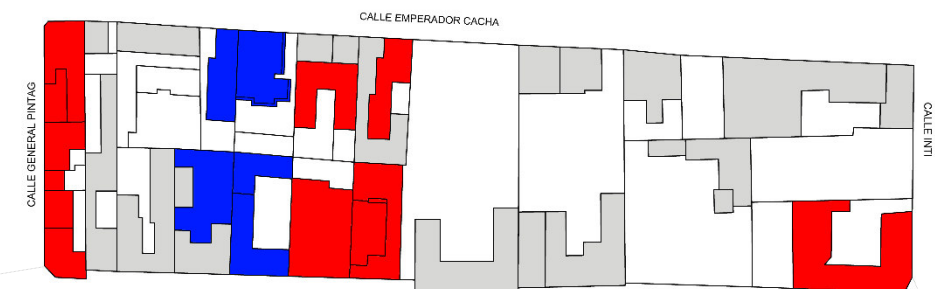 CALLE EMPERADOR CACHA
CALLE GENERAL PINTAG
CALLE INTI